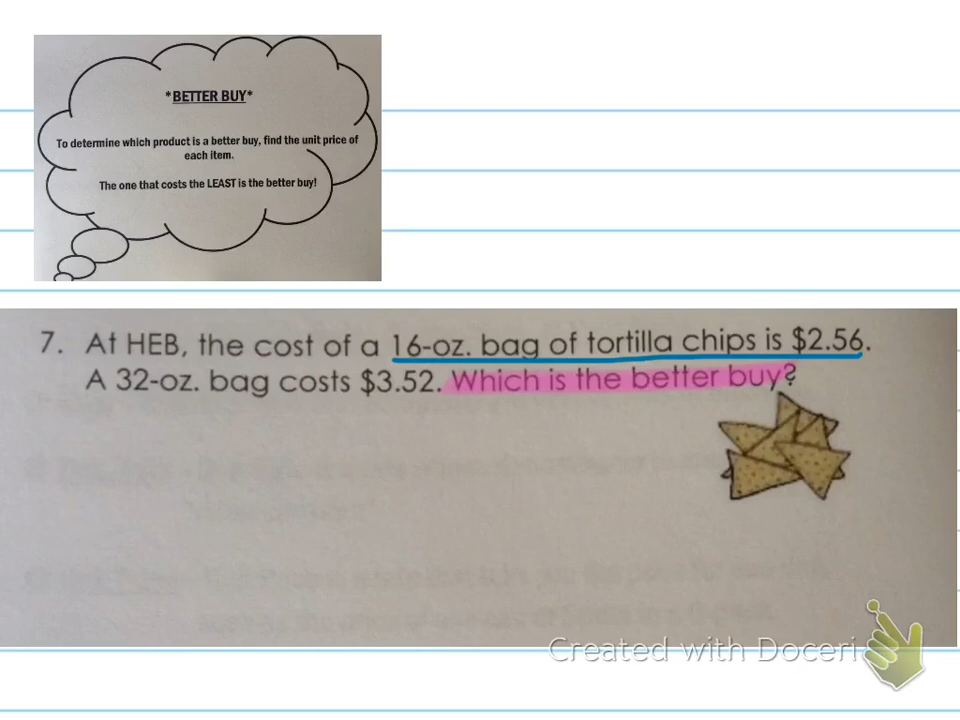 *BETTER BUY*
To determine which product is a better buy, find the unit price of
each item.
The one that costs the LEAST is the better buy!
7. At HEB, the cost of a 16-oz. bag of tortilla chips is $2.56.
A 32-oz. bag costs $3.52. Which is the better buy?
Created with Doceri